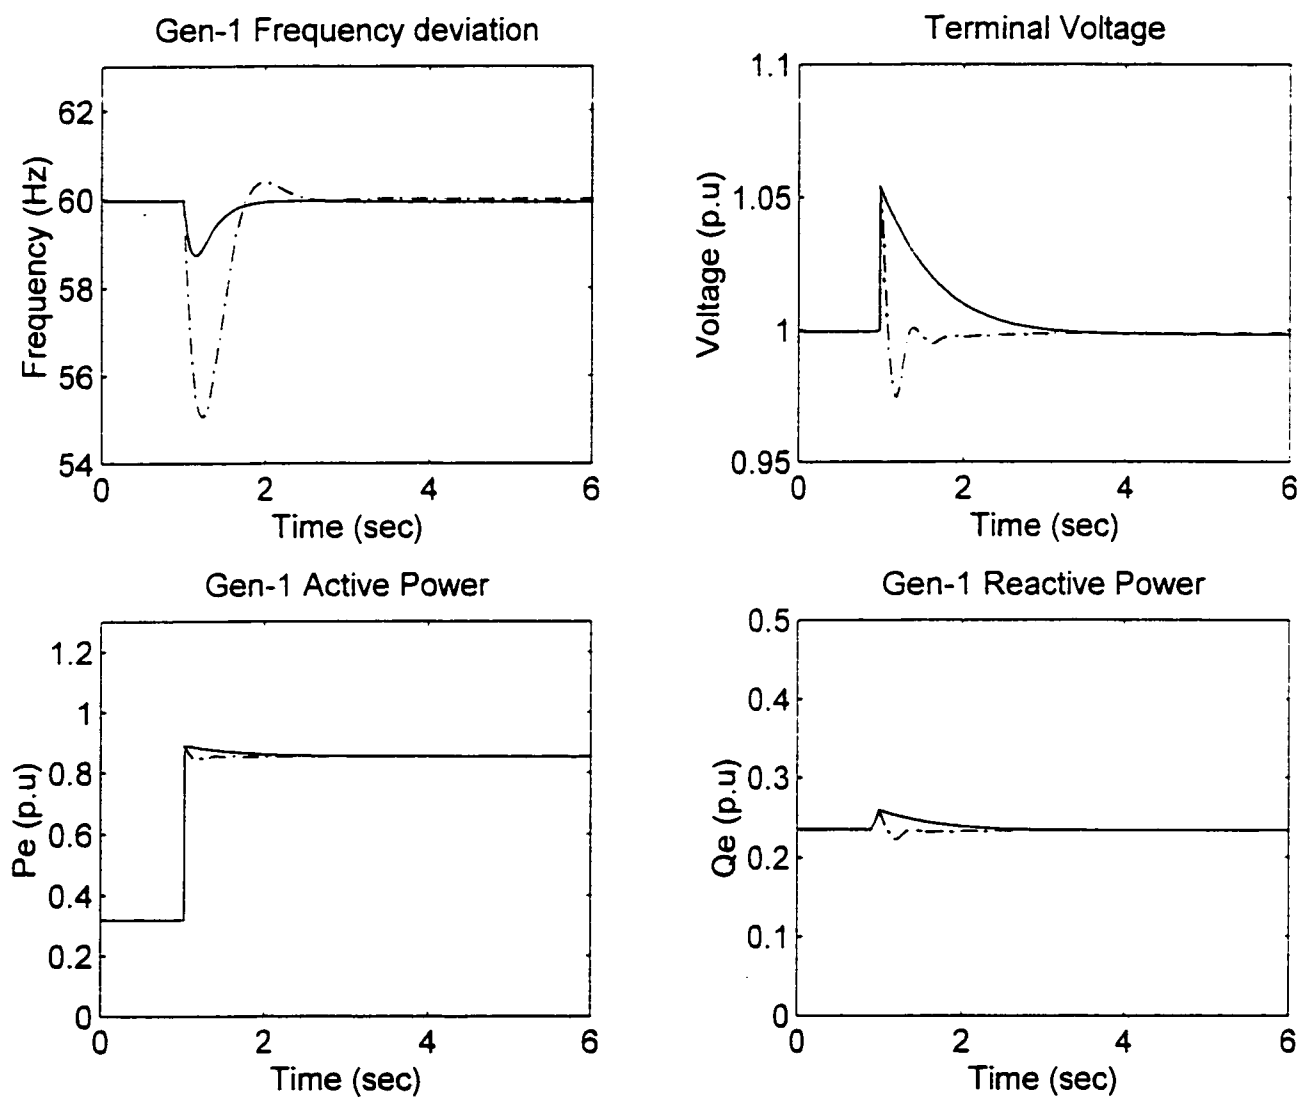 Gen-1 Frequency deviation
Frequency (Hz)
62
60
58
56
54
0 2 4 6
Time (sec)
Terminal Voltage
Voltage (p.u)
1.1
1.05
1
0.95
0 2 4 6
Time (sec)
Gen-1 Active Power
Pe (p.u)
1.2
1
0.8
0.6
0.4
0.2
0
0 2 4 6
Time (sec)
Gen-1 Reactive Power
Qe (p.u)
0.5
0.4
0.3
0.2
0.1
0
0 2 4 6
Time (sec)